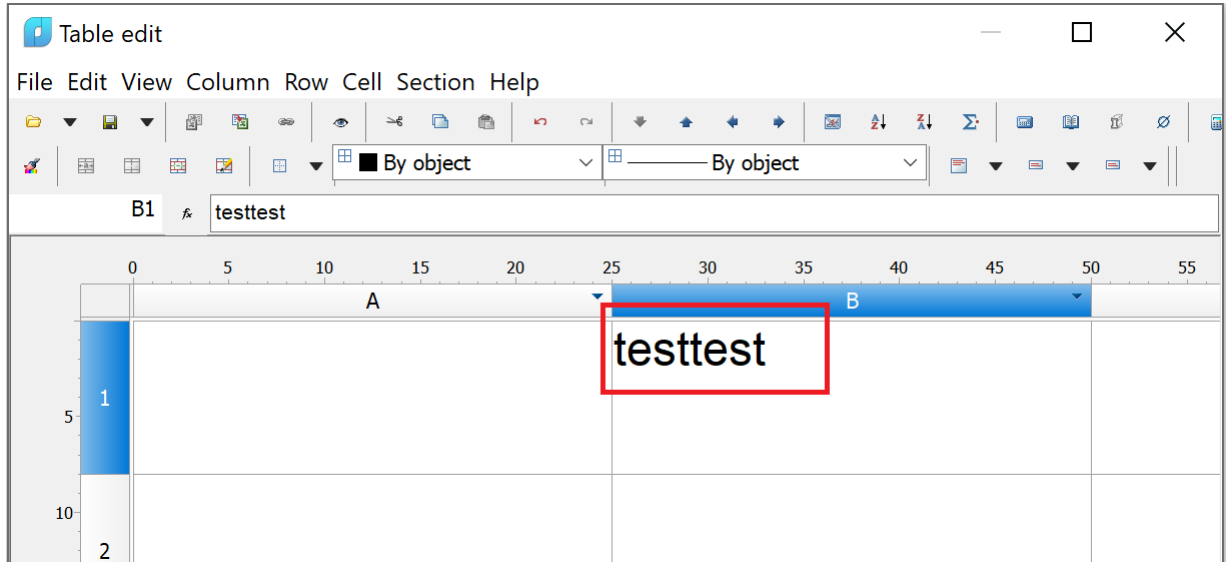 Table edit
File Edit View Column Row Cell Section Help
By object By object
B1 fx testtest
0 5 10 15 20 25 30 35 40 45 50 55
A B
testtest
1
5
10
2